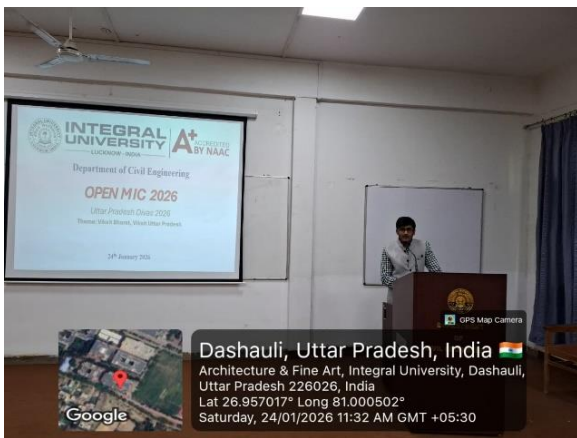 INTEGRAL
UNIVERSITY
LUCKNOW-INDIA
A+ ACCREDITED
BY NAAC
Department of Civil Engineering
OPEN MIC 2026
Uttar Pradesh Divas 2026
24th January 2026
GPS Map Camera
Google
Dashauli, Uttar Pradesh, India
Architecture & Fine Art, Integral University, Dashauli,
Uttar Pradesh 226026, India
Lat 26.957017° Long 81.000502°
Saturday, 24/01/2026 11:32 AM GMT +05:30